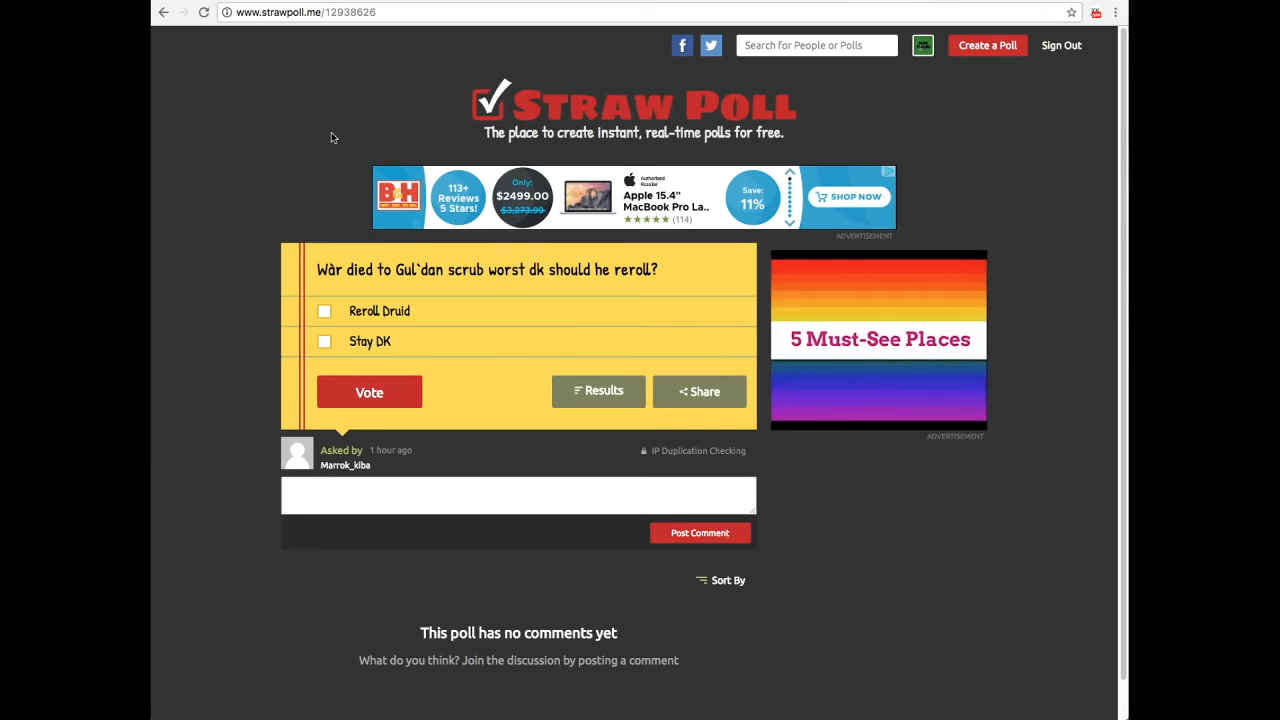 www.strawpoll.me/12938626
Search for People or Polls
Create a Poll
Sign Out
STRAW POLL
The place to create instant, real-time polls for free.
B&H
113+
Reviews
5 Stars!
Only:
$2499.00
$3,273.99
Authorized
Reseller
Apple 15.4"
MacBook Pro La..
(114)
Save:
11%
SHOP NOW
ADVERTISEMENT
Wàr died to Gul`dan scrub worst dk should he reroll?
Reroll Druid
Stay DK
Vote
Results
Share
5 Must-See Places
ADVERTISEMENT
Asked by 1 hour ago
Marrok_kiba
IP Duplication Checking
Post Comment
Sort By
This poll has no comments yet
What do you think? Join the discussion by posting a comment